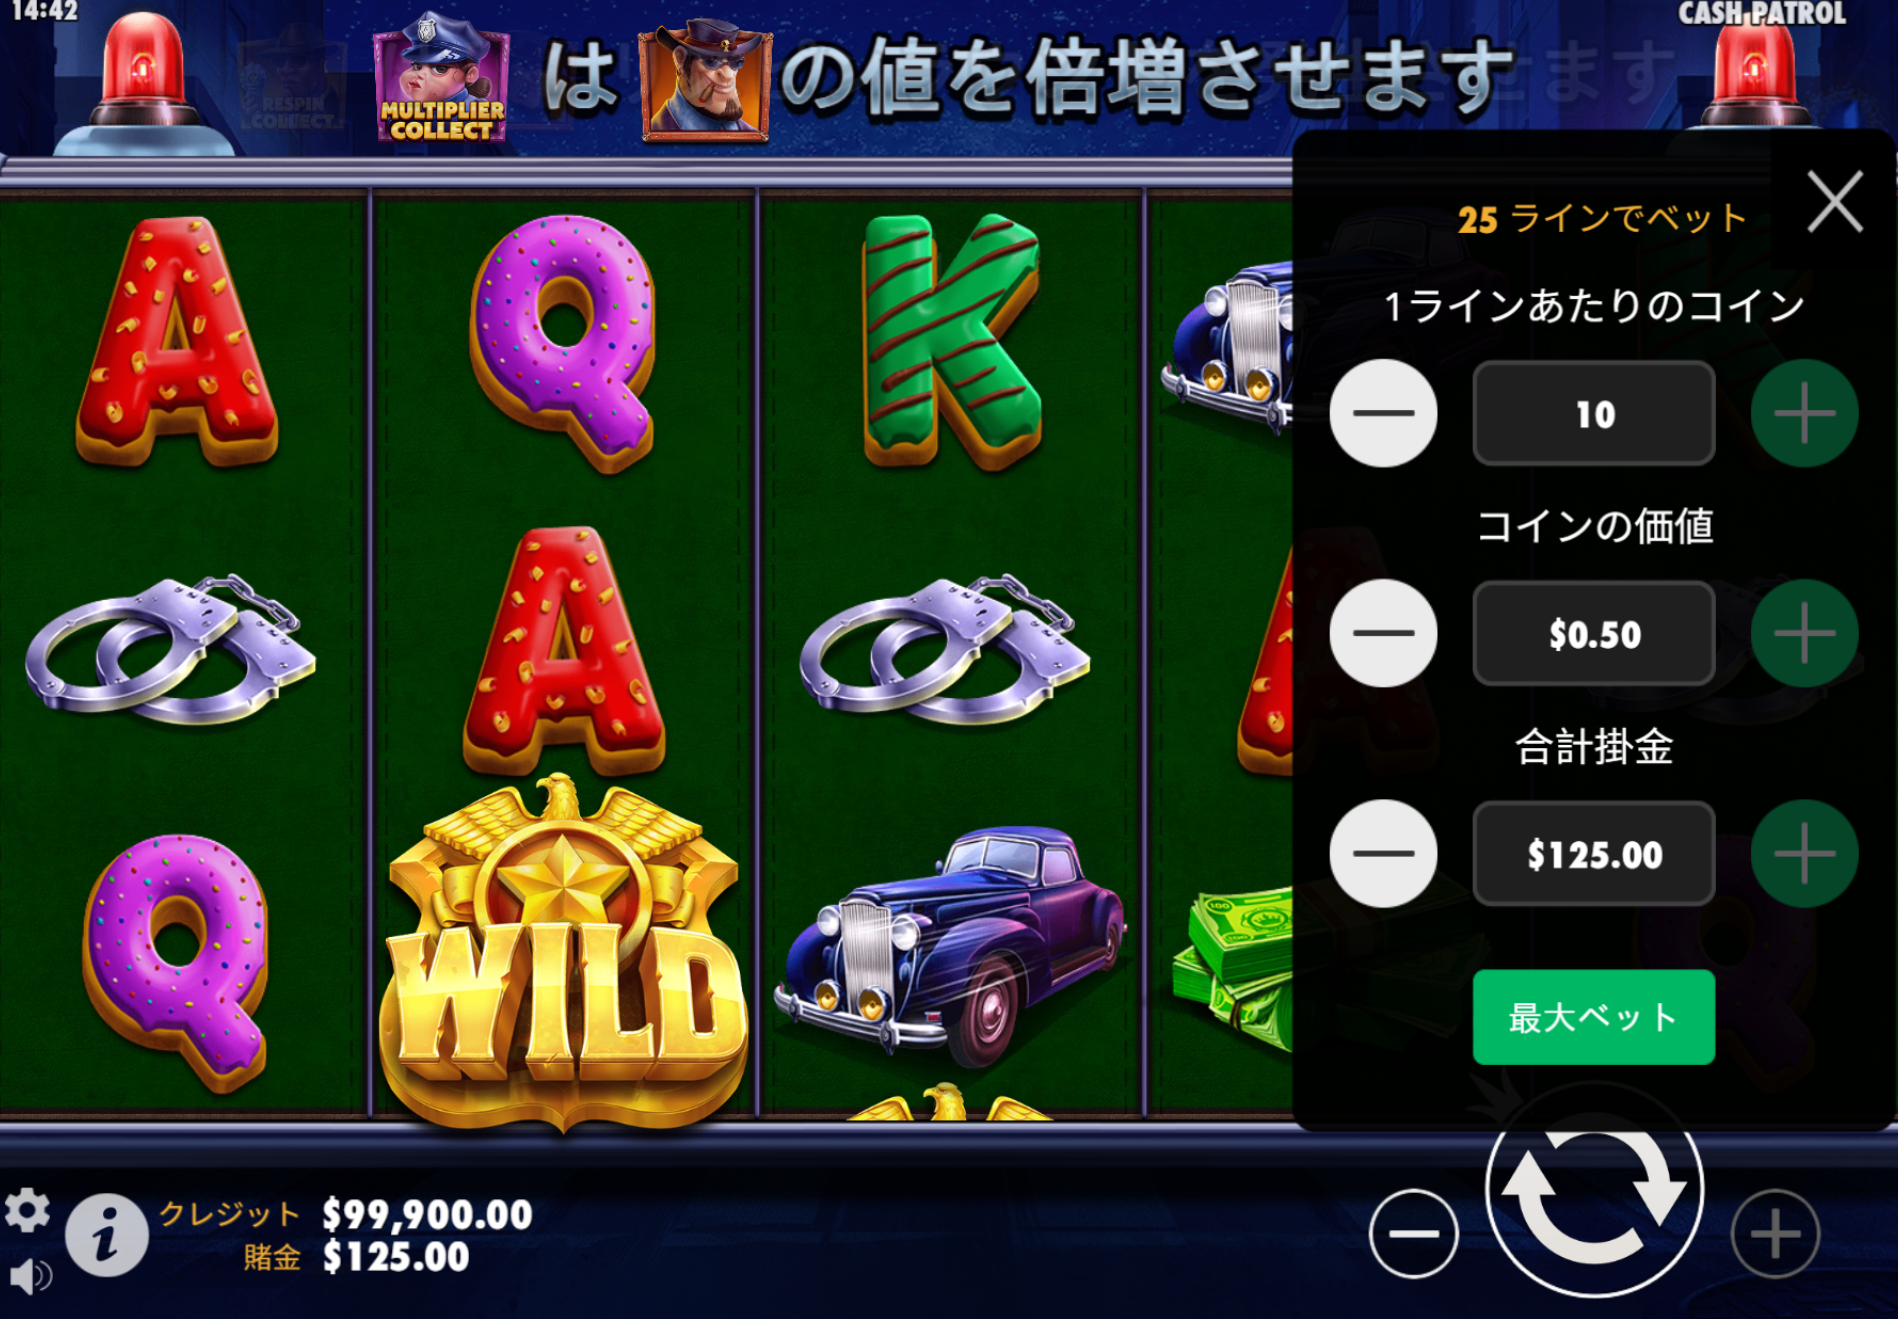 14:42
CASH PATROL
RESPIN
COLLECT
MULTIPLIER
COLLECT
は の値を倍増させます
25 ラインでベット
1ラインあたりのコイン
10
コインの価値
$0.50
合計掛金
$125.00
最大ベット
WILD
クレジット $99,900.00
賭金 $125.00